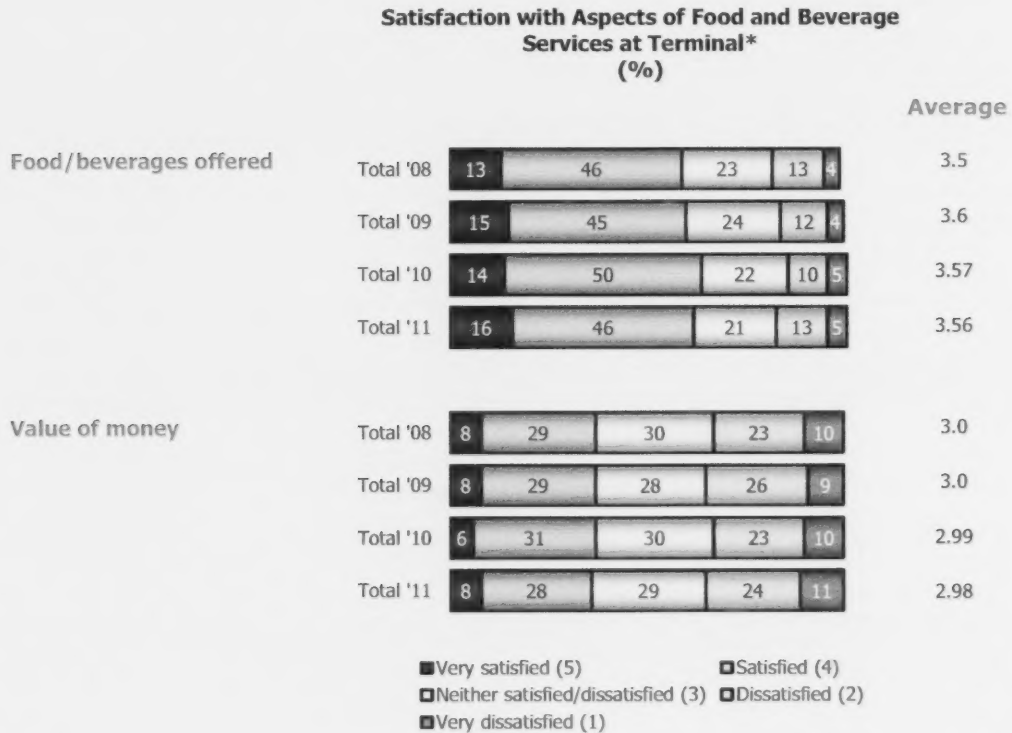 Satisfaction with Aspects of Food and Beverage
Services at Terminal*
(%)
Average
Food/beverages offered
Total '08 13 46 23 13 4 3.5
Total '09 15 45 24 12 4 3.6
Total '10 14 50 22 10 5 3.57
Total '11 16 46 21 13 5 3.56
Value of money
Total '08 8 29 30 23 10 3.0
Total '09 8 29 28 26 9 3.0
Total '10 6 31 30 23 10 2.99
Total '11 8 28 29 24 11 2.98
Very satisfied (5) Satisfied (4)
Neither satisfied/dissatisfied (3) Dissatisfied (2)
Very dissatisfied (1)